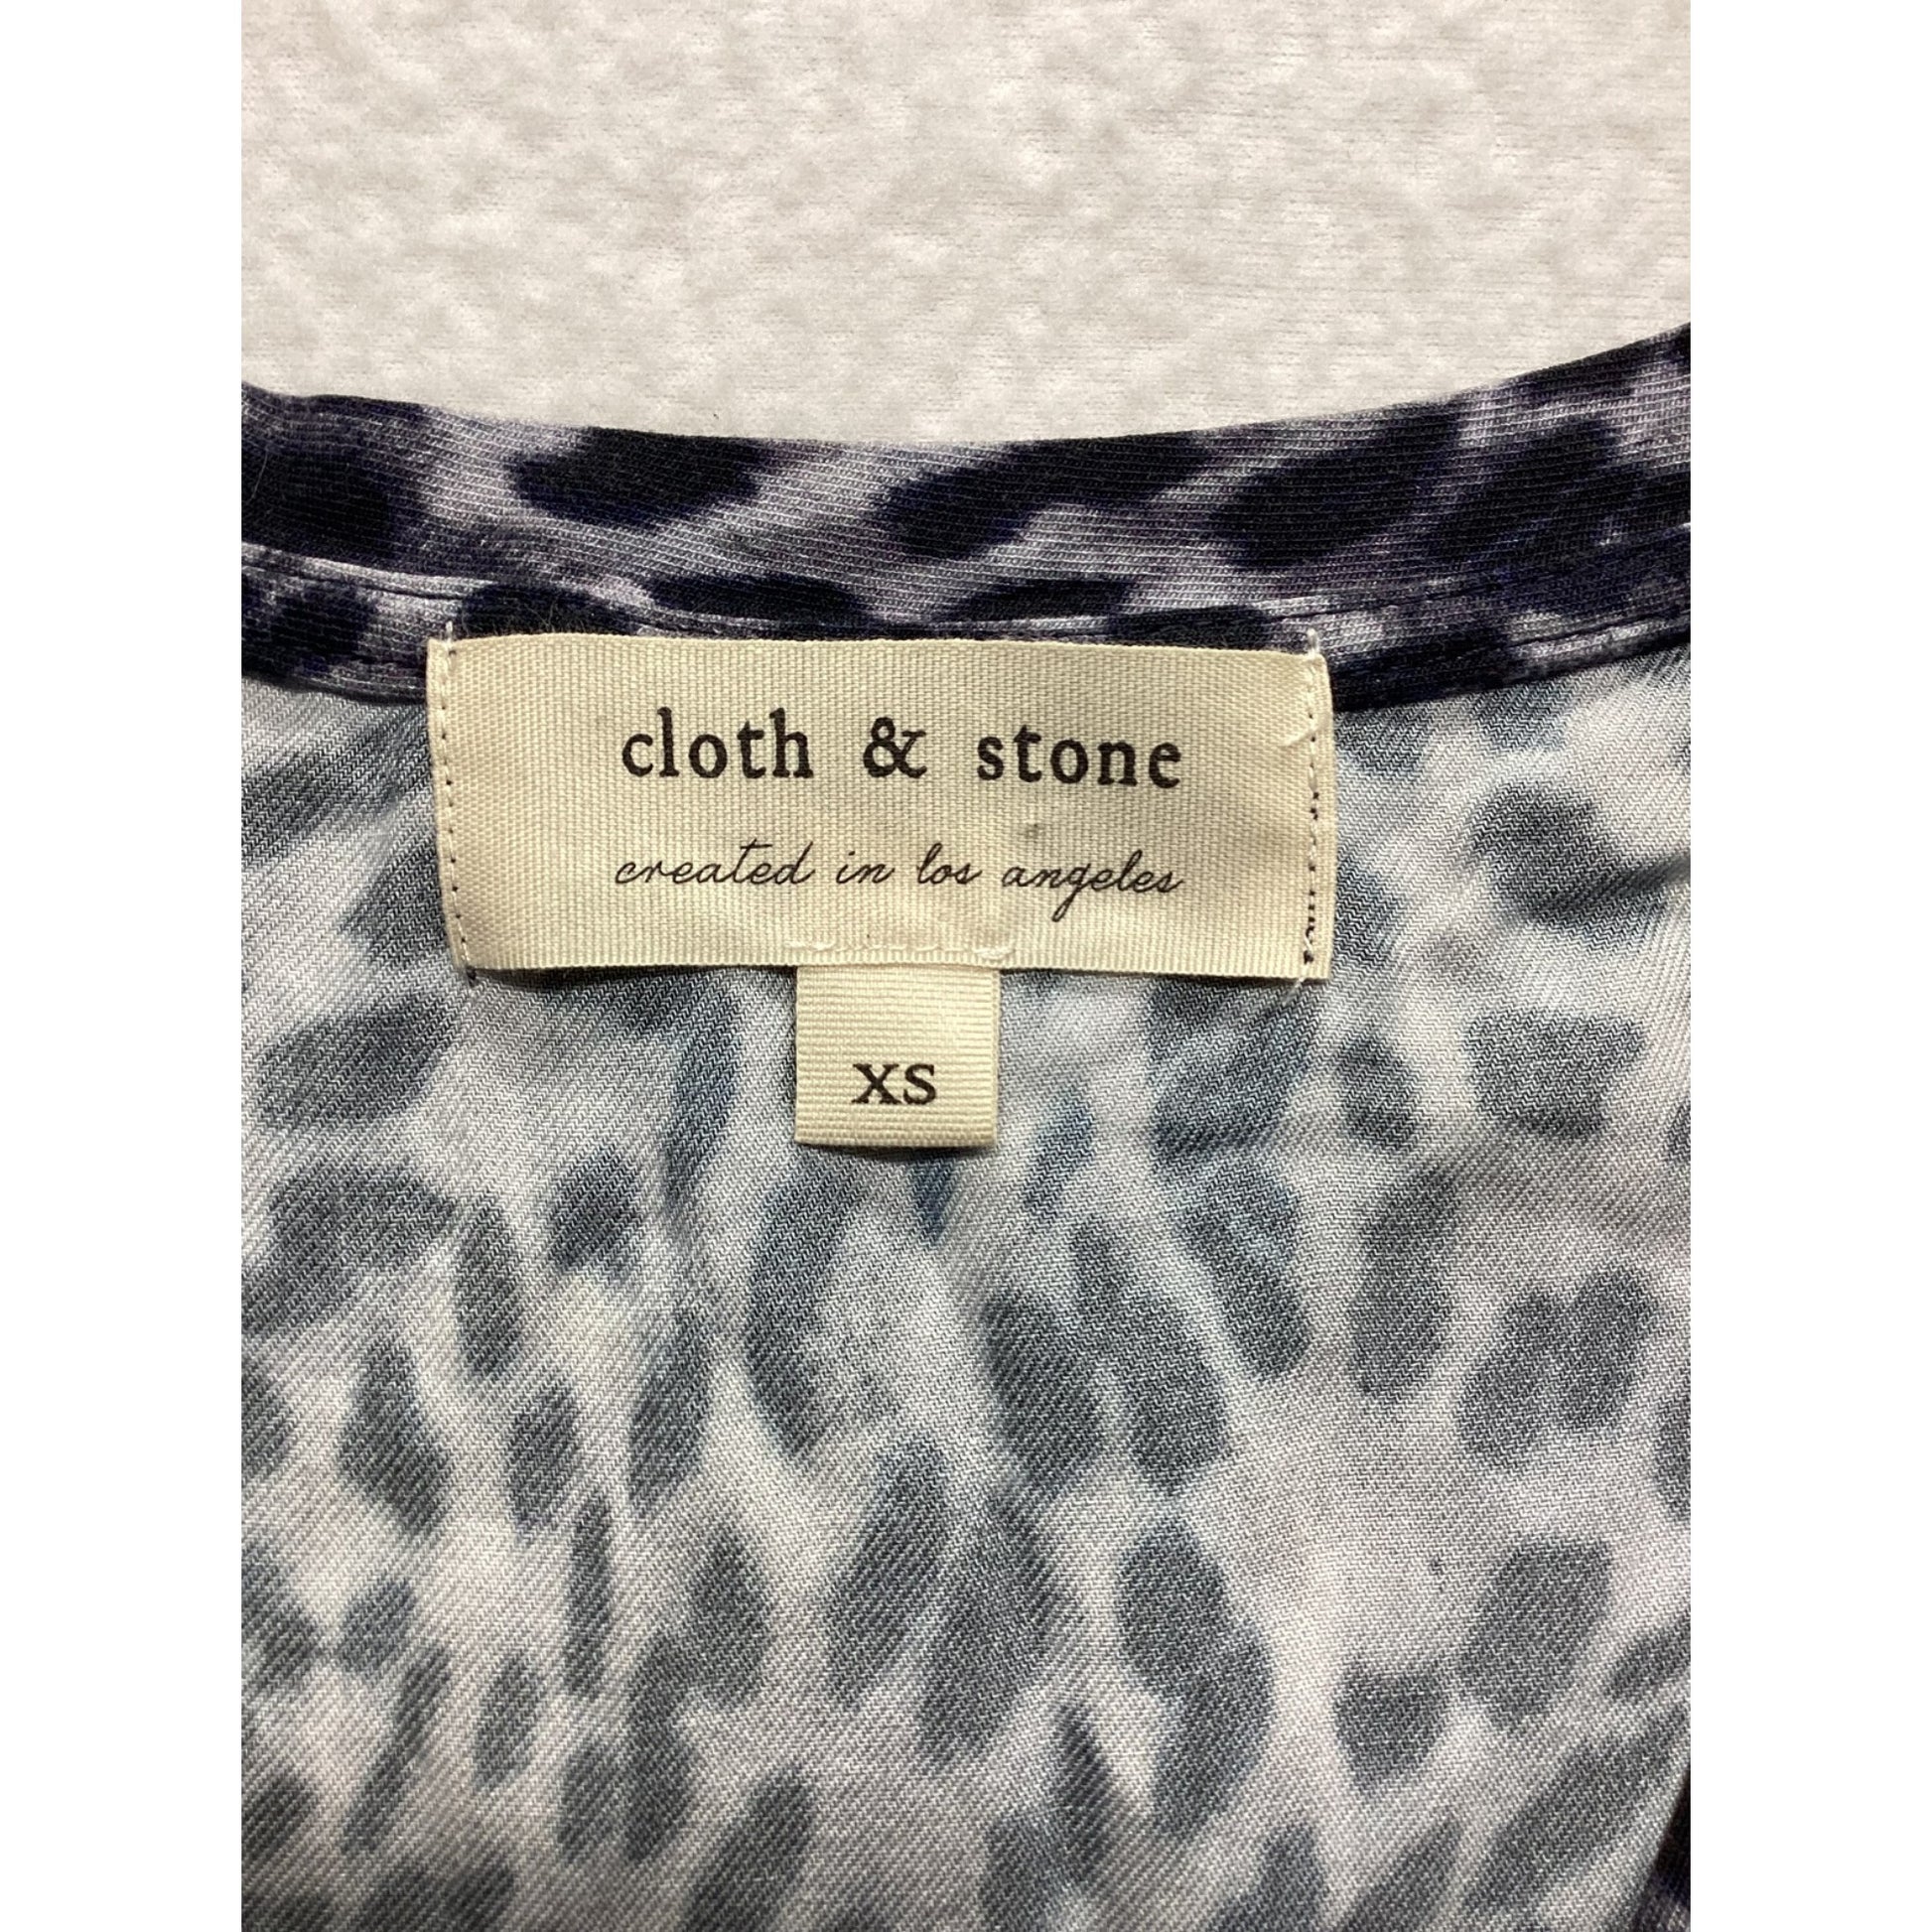 cloth & stone
created in los angeles
XS